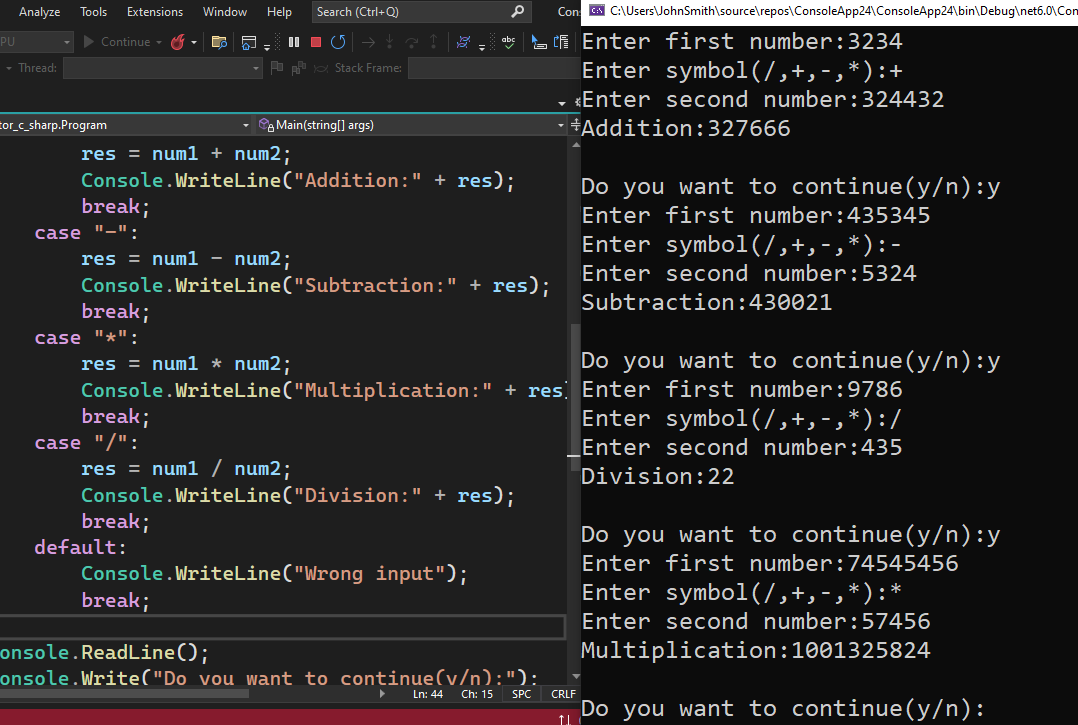 Analyze Tools Extensions Window Help Search (Ctrl+Q) Con
PU Continue
Thread: Stack Frame:
tor_c_sharp.Program Main(string[] args)
res = num1 + num2;
Console.WriteLine("Addition:" + res);
break;
case "-":
res = num1 - num2;
Console.WriteLine("Subtraction:" + res);
break;
case "*":
res = num1 * num2;
Console.WriteLine("Multiplication:" + res)
break;
case "/":
res = num1 / num2;
Console.WriteLine("Division:" + res);
break;
default:
Console.WriteLine("Wrong input");
break;
onsole.ReadLine();
onsole.Write("Do you want to continue(y/n):");
Ln: 44 Ch: 15 SPC CRLF
C:\Users\JohnSmith\source\repos\ConsoleApp24\ConsoleApp24\bin\Debug\net6.0\Con
Enter first number:3234
Enter symbol(/,+,-,*):+
Enter second number:324432
Addition:327666
Do you want to continue(y/n):y
Enter first number:435345
Enter symbol(/,+,-,*):-
Enter second number:5324
Subtraction:430021
Do you want to continue(y/n):y
Enter first number:9786
Enter symbol(/,+,-,*):/
Enter second number:435
Division:22
Do you want to continue(y/n):y
Enter first number:74545456
Enter symbol(/,+,-,*):*
Enter second number:57456
Multiplication:1001325824
Do you want to continue(y/n):